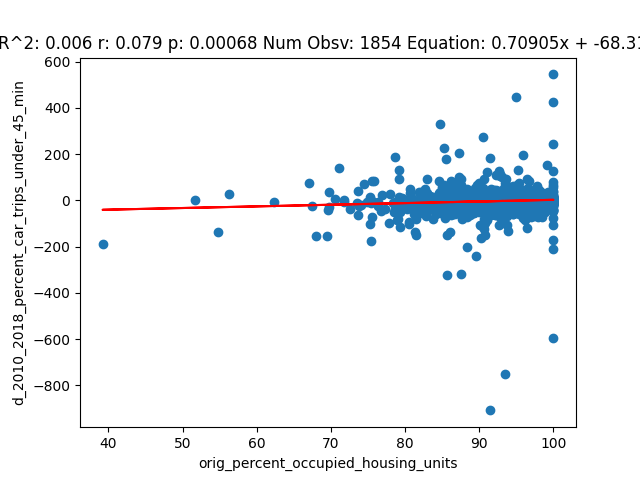 R^2: 0.006 r: 0.079 p: 0.00068 Num Obsv: 1854 Equation: 0.70905x + -68.31
600
400
200
0
−200
−400
−600
−800
d_2010_2018_percent_car_trips_under_45_min
40 50 60 70 80 90 100
orig_percent_occupied_housing_units